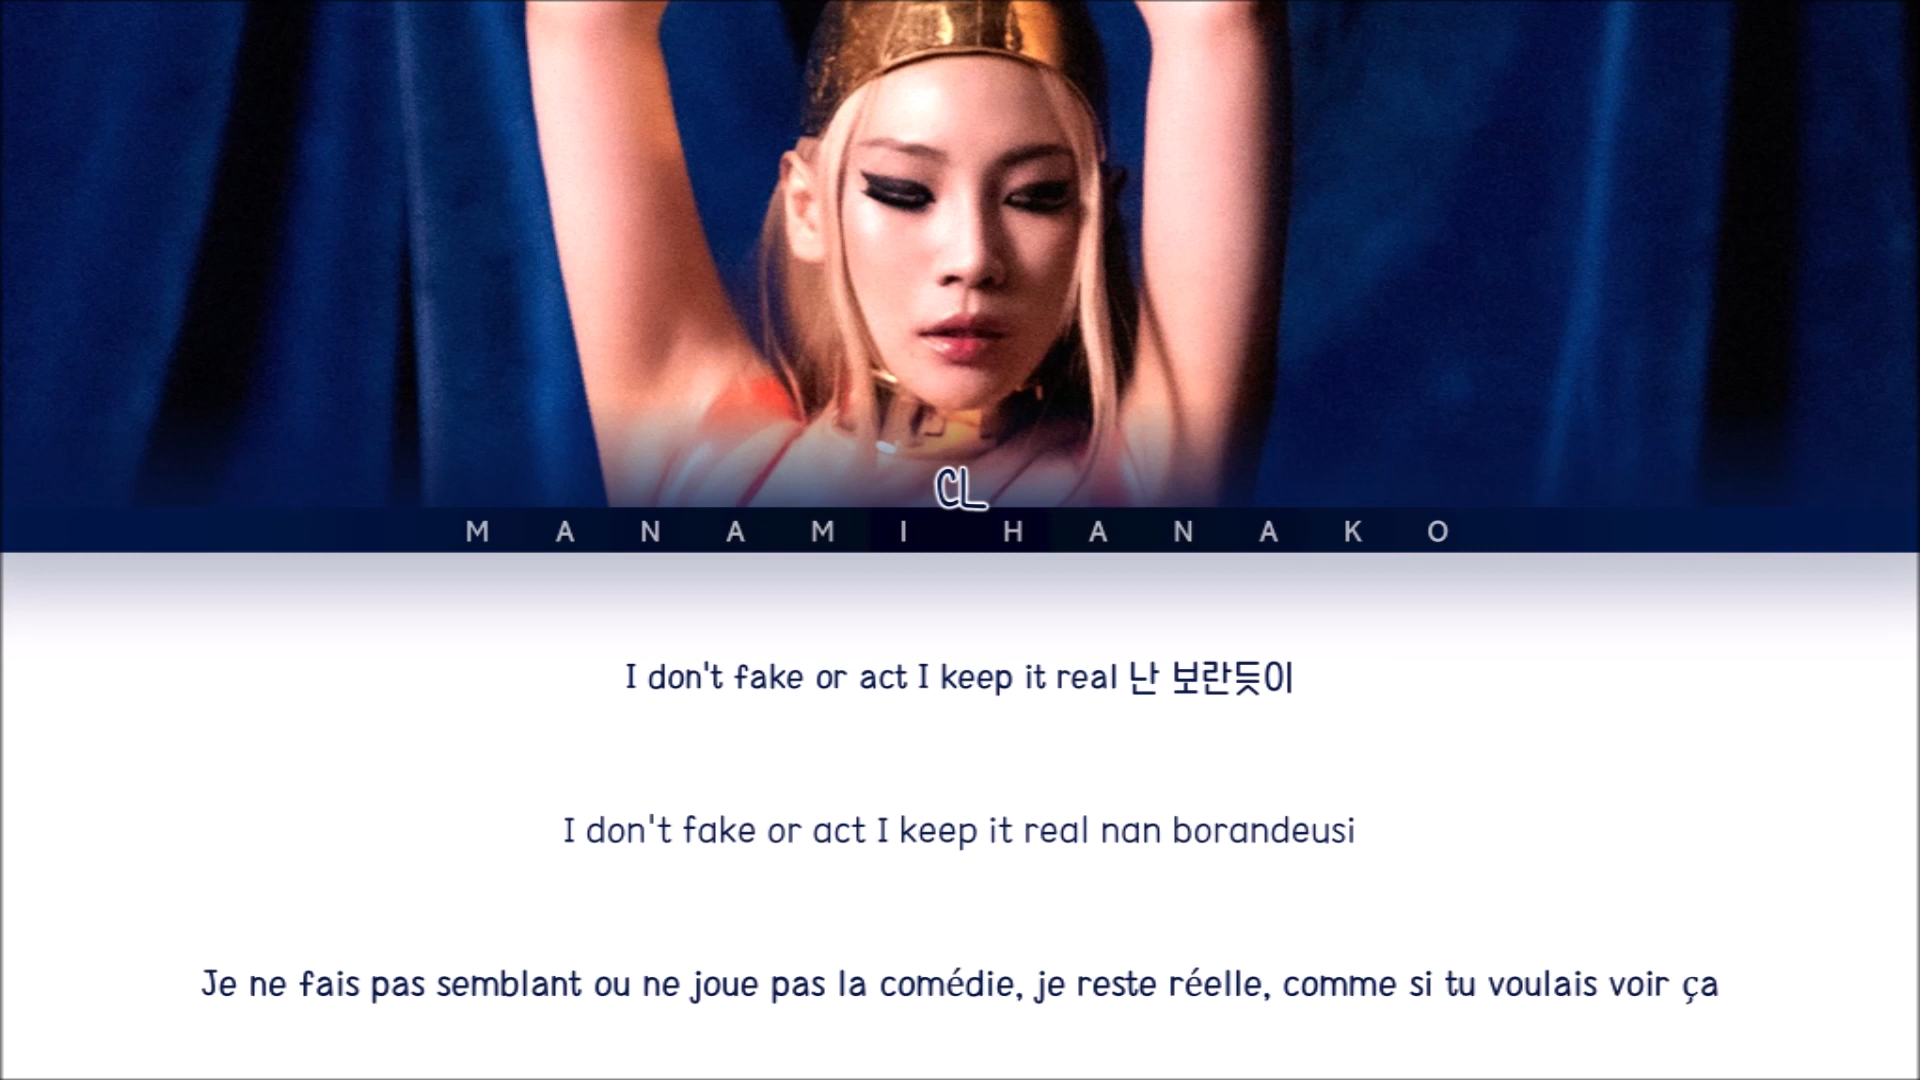 CL
MANAMI HANAKO
I don't fake or act I keep it real 난 보란듯이
I don't fake or act I keep it real nan borandeusi
Je ne fais pas semblant ou ne joue pas la comédie, je reste réelle, comme si tu voulais voir ça